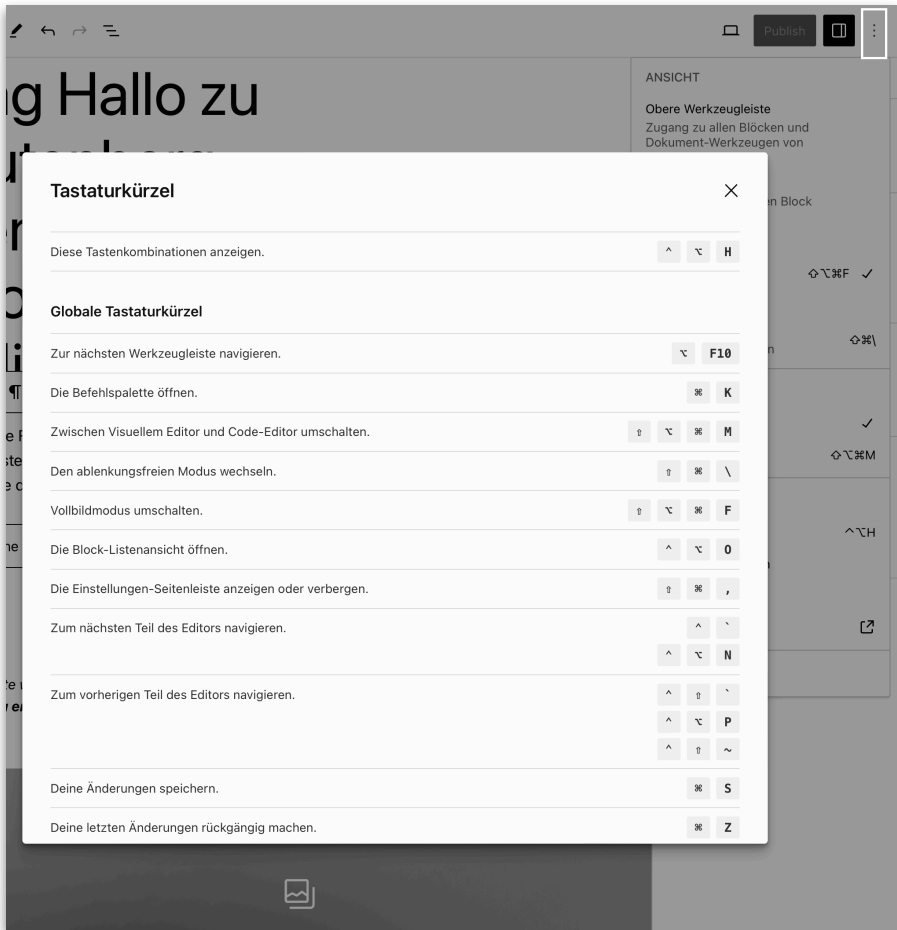 Publish
g Hallo zu
ANSICHT
Obere Werkzeugleiste
Zugang zu allen Blöcken und
Dokument-Werkzeugen von
n Block
⇧⌥⌘F ✓
⇧⌘\
✓
⇧⌥⌘M
^⌥H
Tastaturkürzel
Diese Tastenkombinationen anzeigen. ^ ⌥ H
Globale Tastaturkürzel
Zur nächsten Werkzeugleiste navigieren. ⌥ F10
Die Befehlspalette öffnen. ⌘ K
Zwischen Visuellem Editor und Code-Editor umschalten. ⇧ ⌥ ⌘ M
Den ablenkungsfreien Modus wechseln. ⇧ ⌘ \
Vollbildmodus umschalten. ⇧ ⌥ ⌘ F
Die Block-Listenansicht öffnen. ^ ⌥ O
Die Einstellungen-Seitenleiste anzeigen oder verbergen. ⇧ ⌘ ,
Zum nächsten Teil des Editors navigieren. ^ `
^ ⌥ N
Zum vorherigen Teil des Editors navigieren. ^ ⇧ `
^ ⌥ P
^ ⇧ ~
Deine Änderungen speichern. ⌘ S
Deine letzten Änderungen rückgängig machen. ⌘ Z